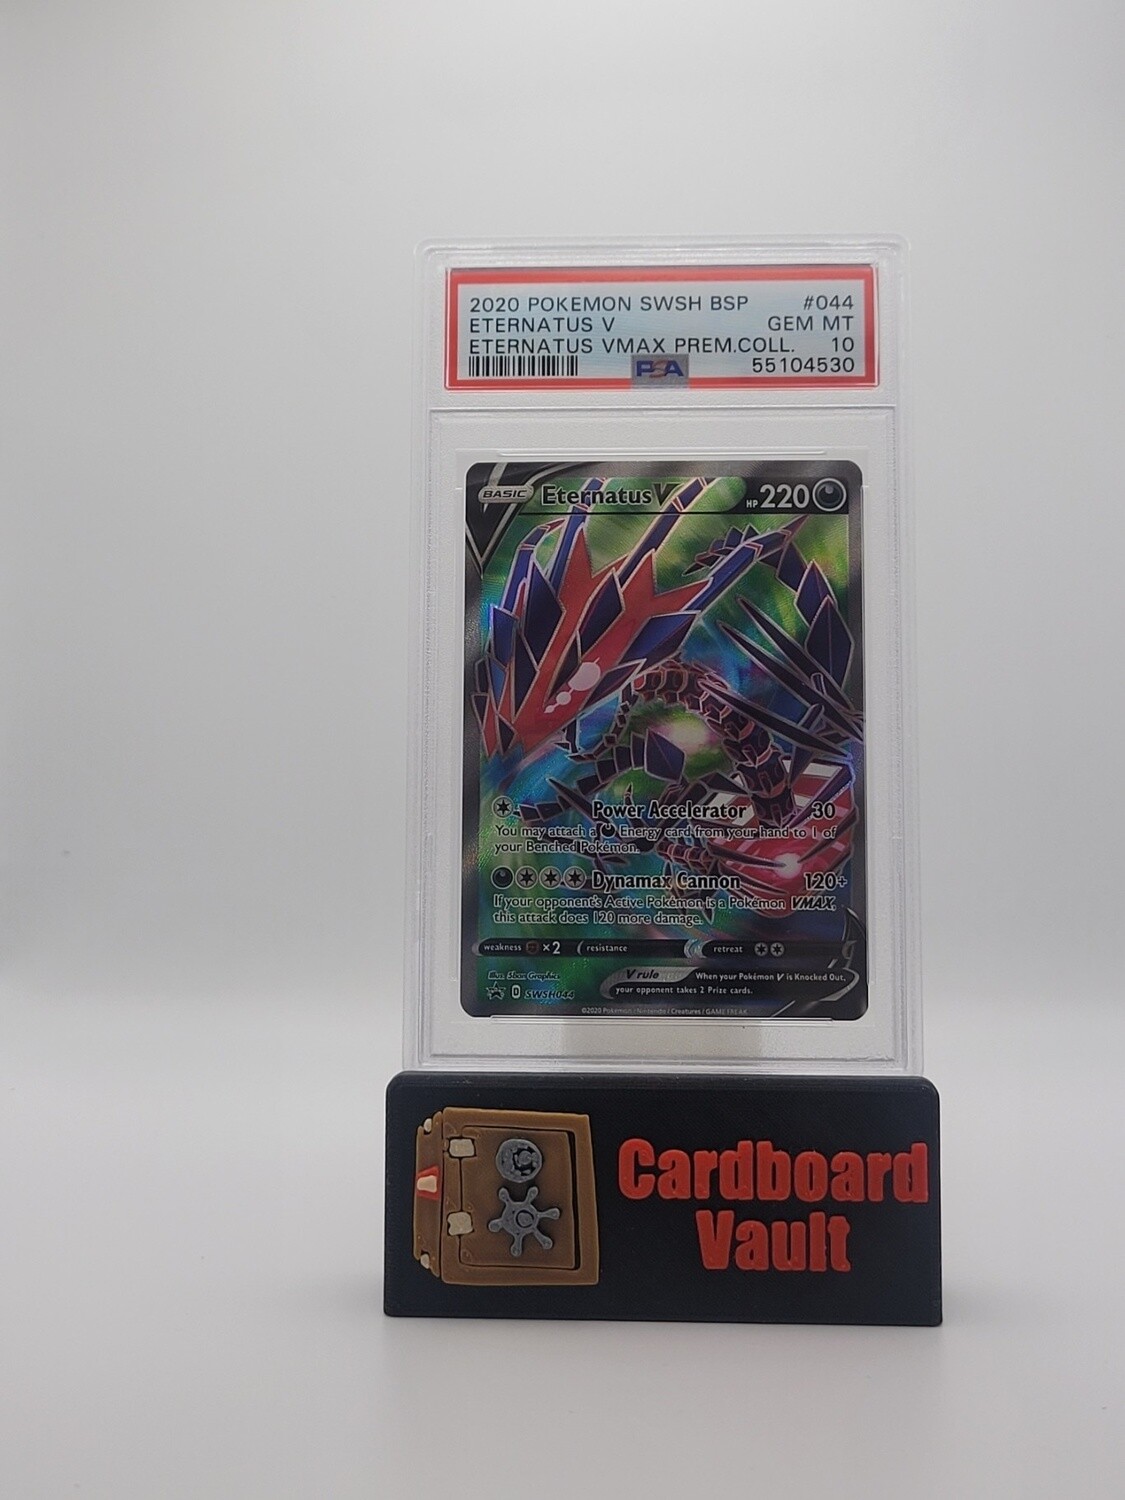 2020 POKEMON SWSH BSP #044
ETERNATUS V GEM MT
ETERNATUS VMAX PREM.COLL. 10
PSA 55104530
BASIC Eternatus V HP 220
Power Accelerator 30
You may attach a Energy card from your hand to 1 of
your Benched Pokémon.
Dynamax Cannon 120+
If your opponent's Active Pokémon is a Pokémon VMAX,
this attack does 120 more damage.
weakness ×2 resistance retreat
Illus. 5ban Graphics
V rule When your Pokémon V is Knocked Out,
your opponent takes 2 Prize cards.
D SWSH044
©2020 Pokémon / Nintendo / Creatures / GAME FREAK
Cardboard
Vault